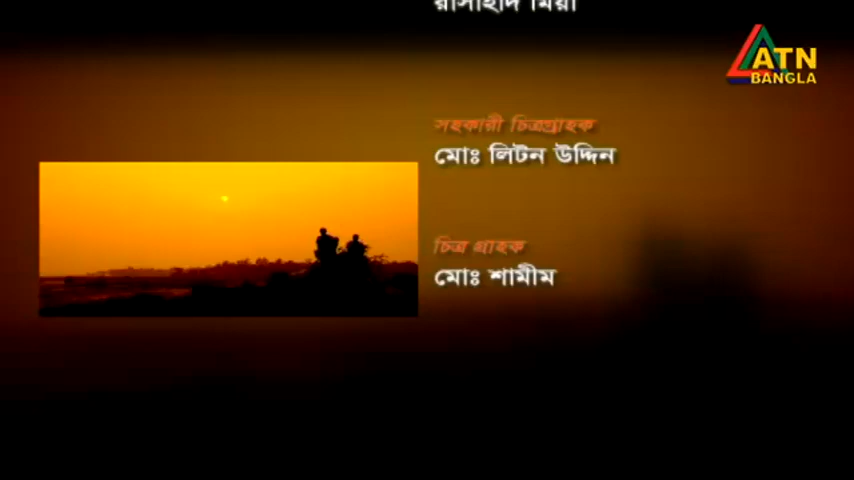 ATN
BANGLA
সহকারী চিত্রগ্রাহক
মোঃ লিটন উদ্দিন
চিত্র গ্রাহক
মোঃ শামীম